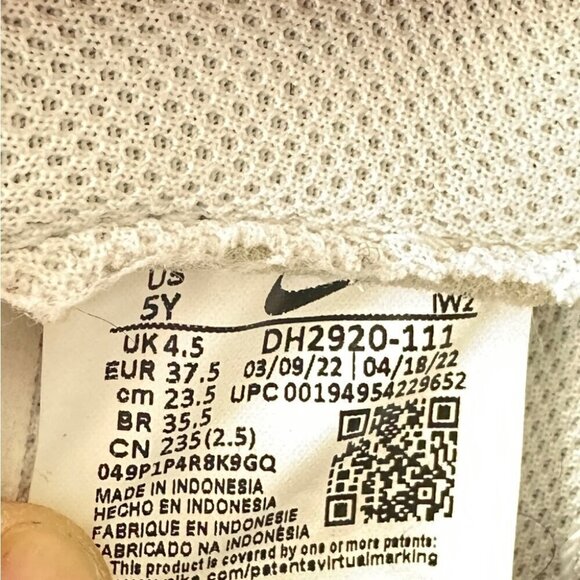 US
5Y
IW2
UK 4.5
DH2920-111
EUR 37.5
03/09/22 | 04/18/22
cm 23.5
UPC 00194954229652
BR 35.5
CN 235(2.5)
049P1P4R8K9GQ
MADE IN INDONESIA
HECHO EN INDONESIA
FABRIQUE EN INDONESIE
FABRICADO NA INDONÉSIA
This product is covered by one or more patents:
.com/patentsvirtualmarking